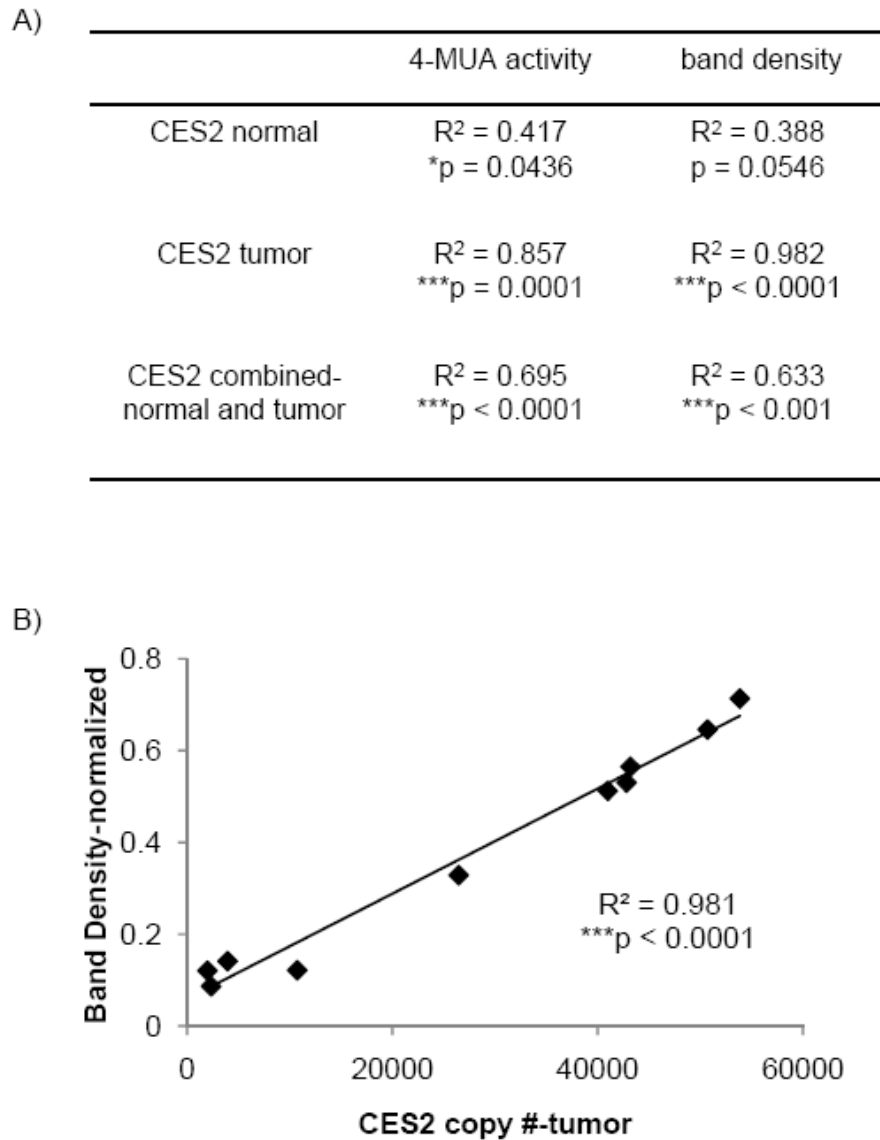 A)
4-MUA activity band density
CES2 normal R² = 0.417 R² = 0.388
*p = 0.0436 p = 0.0546
CES2 tumor R² = 0.857 R² = 0.982
***p = 0.0001 ***p < 0.0001
CES2 combined- R² = 0.695 R² = 0.633
normal and tumor ***p < 0.0001 ***p < 0.001
B)
Band Density-normalized
0.8
0.6
0.4
0.2
0
R² = 0.981
***p < 0.0001
0 20000 40000 60000
CES2 copy #-tumor